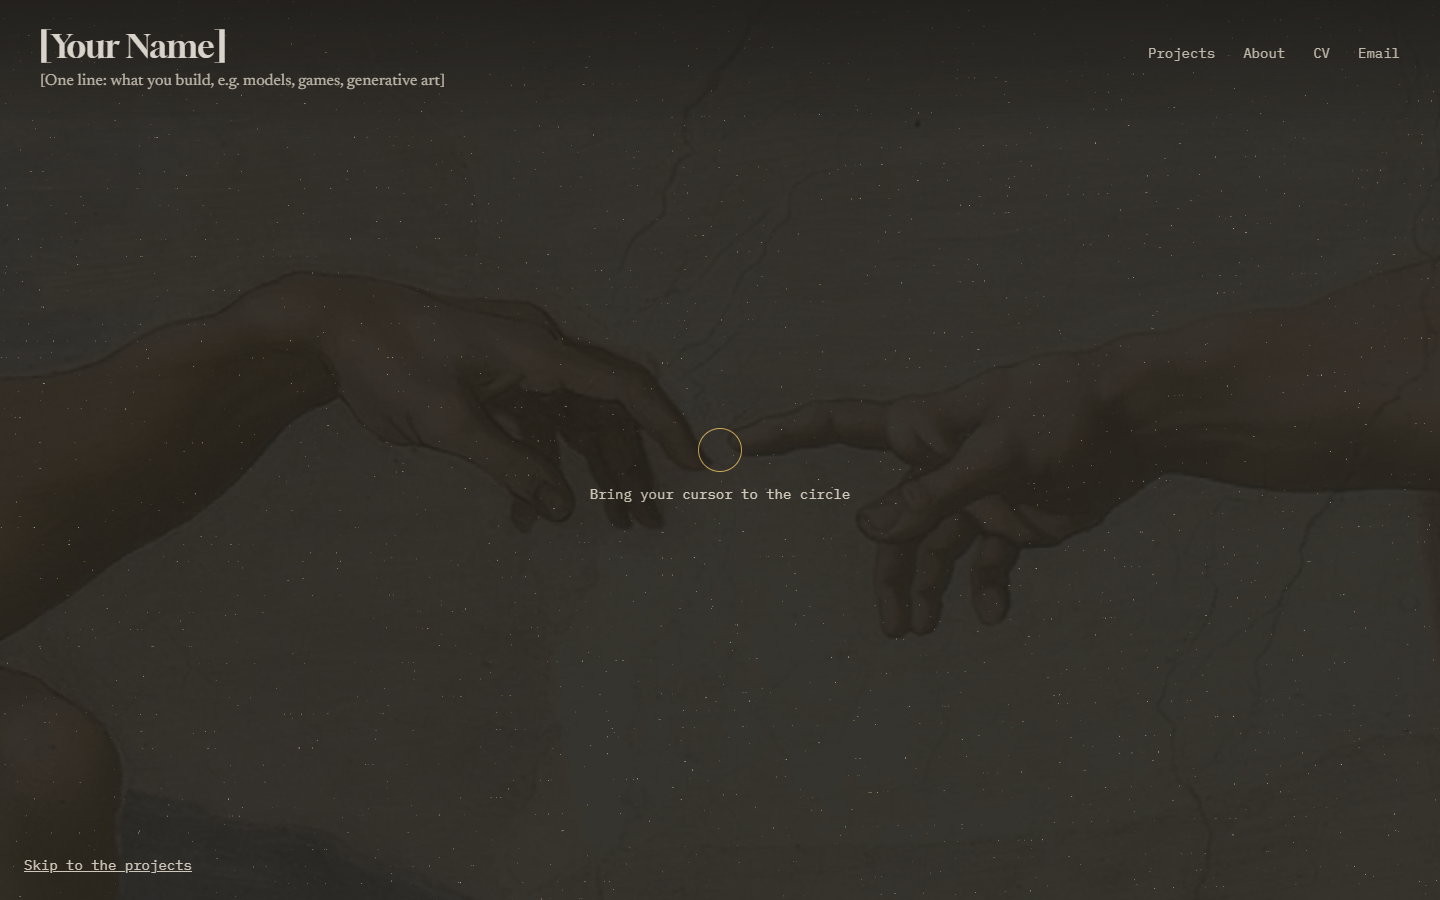 [Your Name]
[One line: what you build, e.g. models, games, generative art]
Projects About CV Email
Bring your cursor to the circle
Skip to the projects